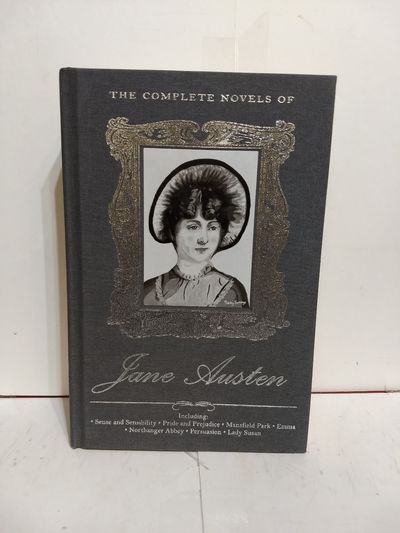 THE COMPLETE NOVELS OF
Jane Austen
Including:
• Sense and Sensibility • Pride and Prejudice • Mansfield Park • Emma
• Northanger Abbey • Persuasion • Lady Susan